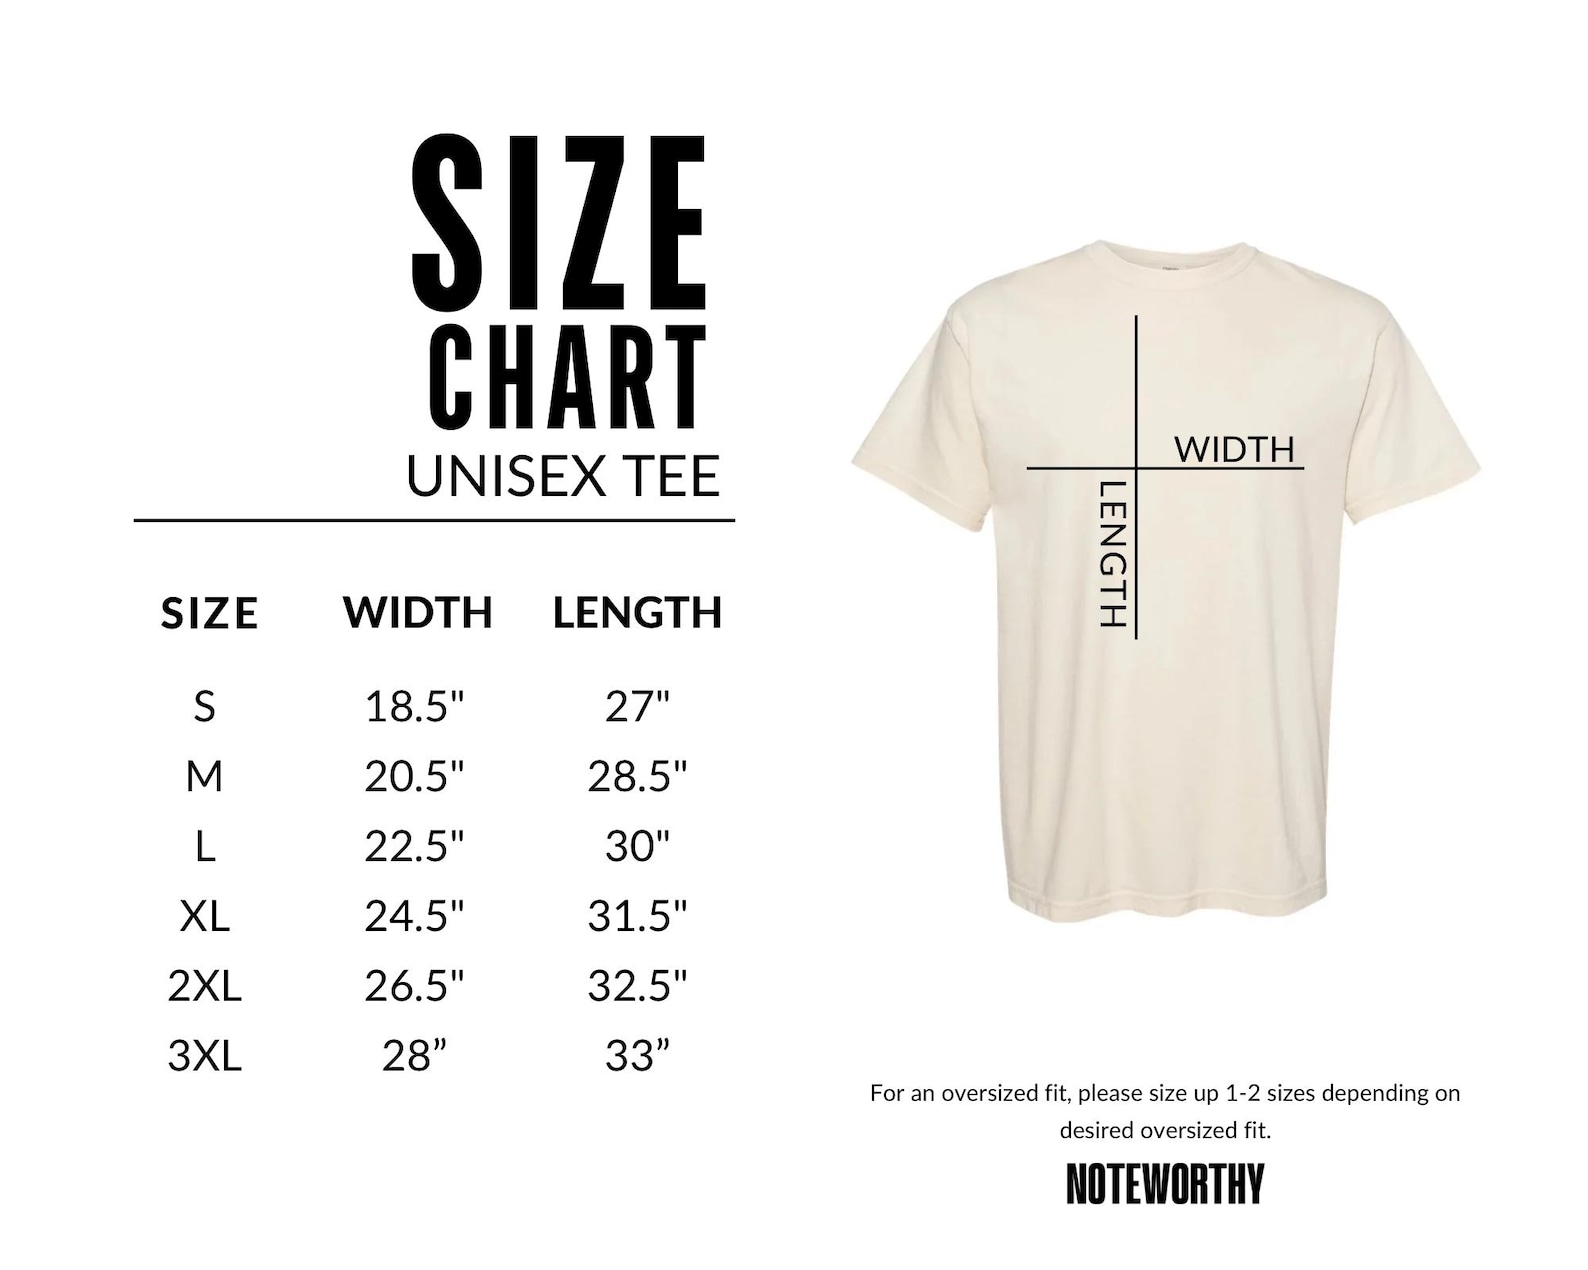 SIZE
CHART
UNISEX TEE
SIZE WIDTH LENGTH
S 18.5" 27"
M 20.5" 28.5"
L 22.5" 30"
XL 24.5" 31.5"
2XL 26.5" 32.5"
3XL 28” 33”
WIDTH
LENGTH
For an oversized fit, please size up 1-2 sizes depending on
desired oversized fit.
NOTEWORTHY